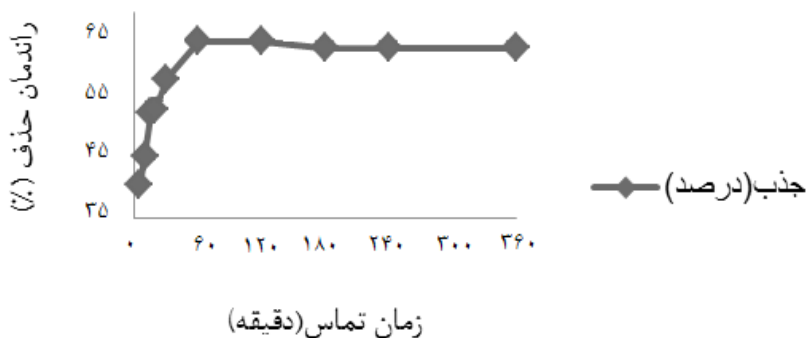 راندمان حذف (٪)
۶۵
۵۵
۴۵
۳۵
۰ ۶۰ ۱۲۰ ۱۸۰ ۲۴۰ ۳۰۰ ۳۶۰
زمان تماس(دقیقه)
جذب(درصد)